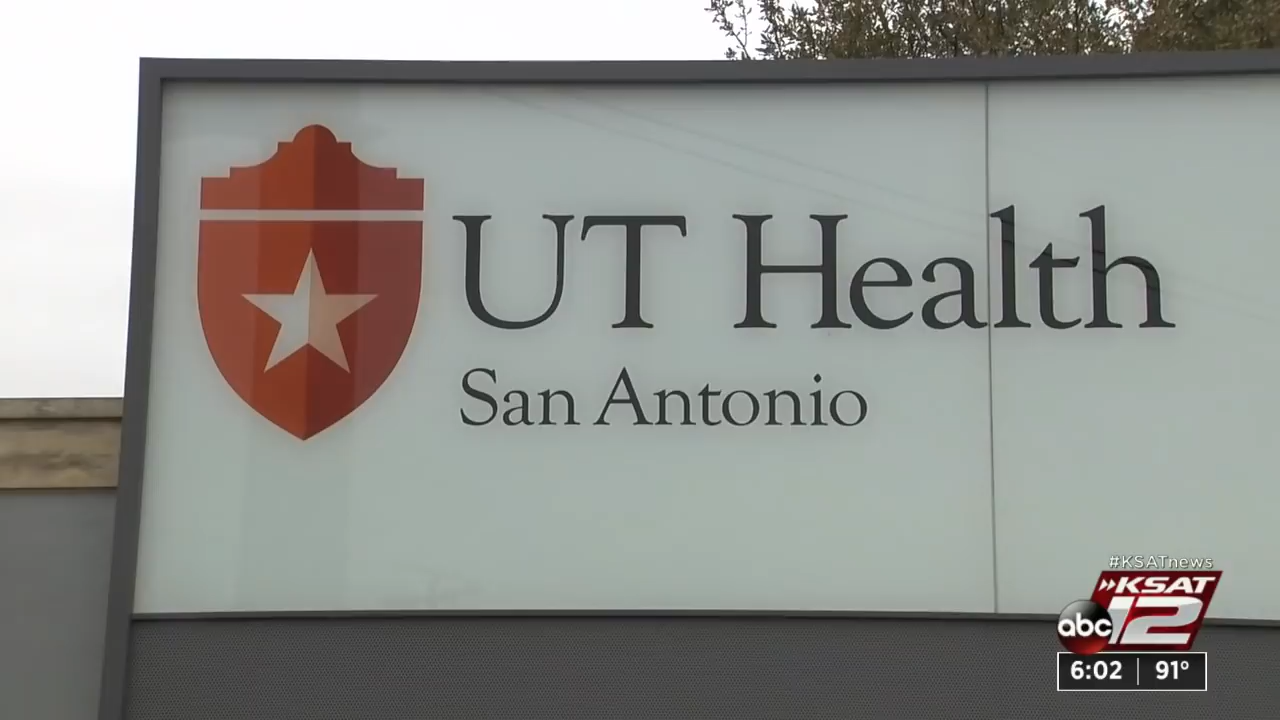 UT Health
San Antonio
#KSATnews
KSAT
abc 12
6:02 91°